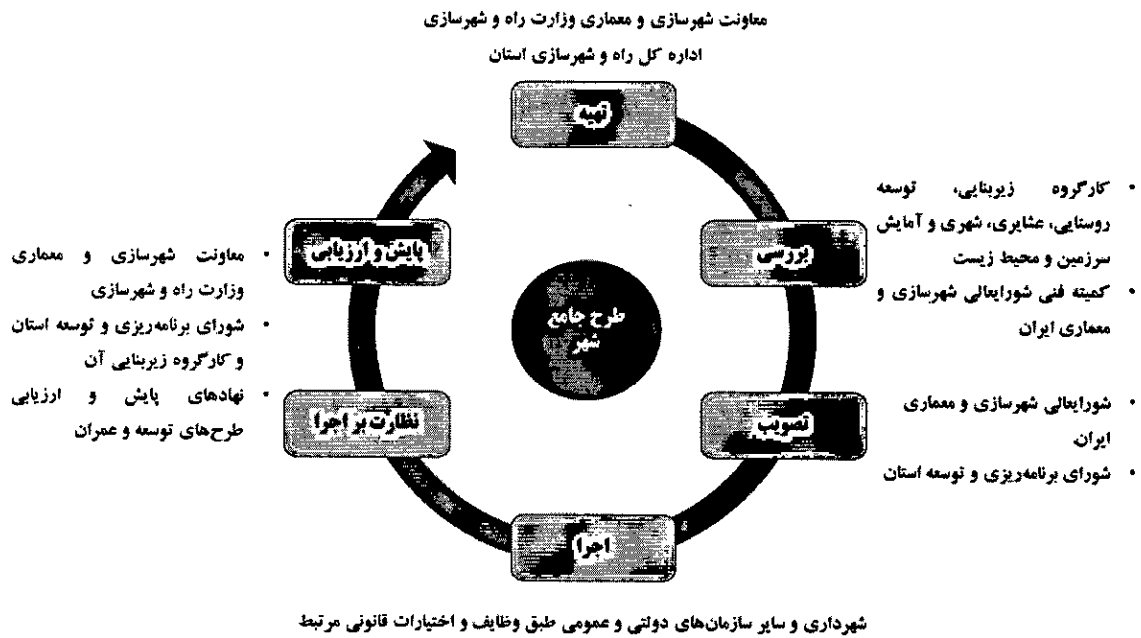 معاونت شهرسازی و معماری وزارت راه و شهرسازی
اداره کل راه و شهرسازی استان
تهیه
بررسی
• کارگروه زیربنایی، توسعه
روستایی، عشایری، شهری و آمایش
سرزمین و محیط زیست
• کمیته فنی شورایعالی شهرسازی و
معماری ایران
تصویب
• شورایعالی شهرسازی و معماری
ایران
• شورای برنامه‌ریزی و توسعه استان
اجرا
شهرداری و سایر سازمان‌های دولتی و عمومی طبق وظایف و اختیارات قانونی مرتبط
نظارت بر اجرا
پایش و ارزیابی
• معاونت شهرسازی و معماری
وزارت راه و شهرسازی
• شورای برنامه‌ریزی و توسعه استان
و کارگروه زیربنایی آن
• نهادهای پایش و ارزیابی
طرح‌های توسعه و عمران
طرح جامع
شهر